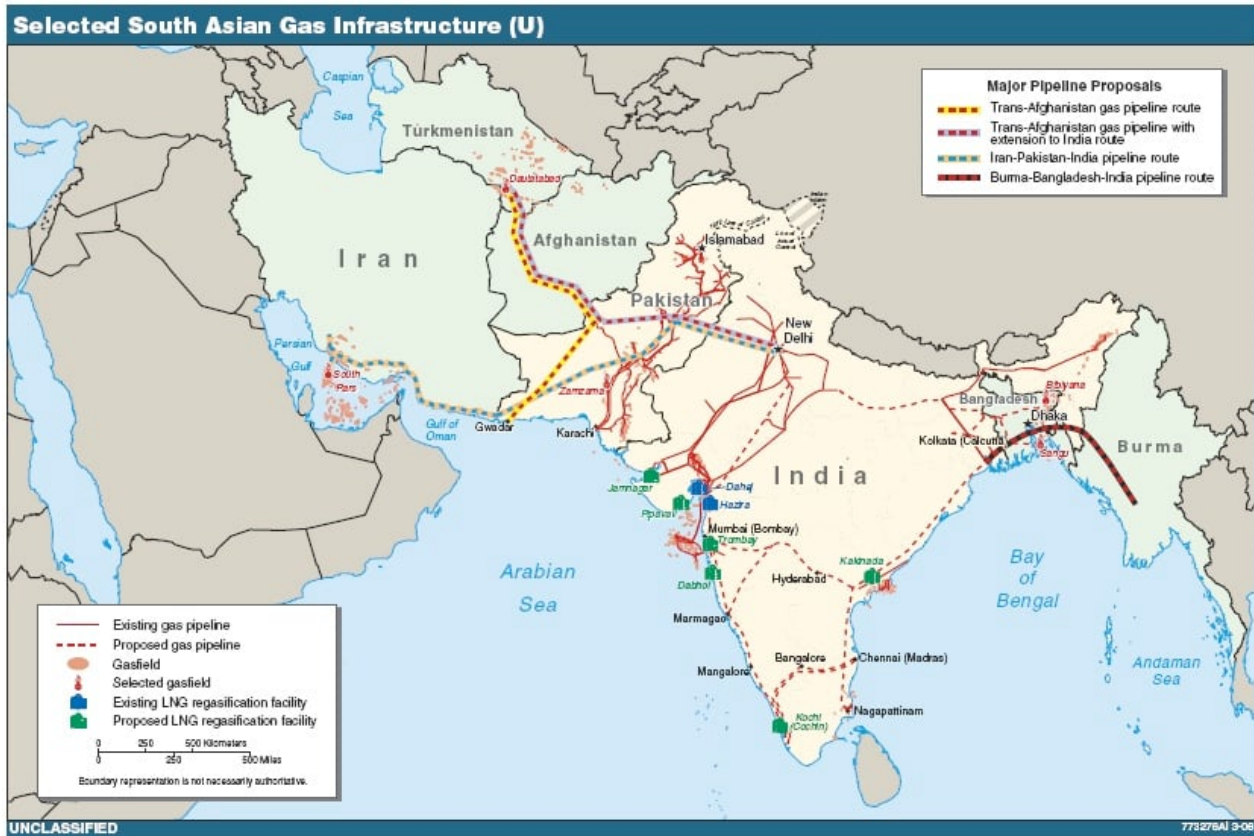 Selected South Asian Gas Infrastructure (U)
Major Pipeline Proposals
Trans-Afghanistan gas pipeline route
Trans-Afghanistan gas pipeline with
extension to India route
Iran-Pakistan-India pipeline route
Burma-Bangladesh-India pipeline route
Caspian
Sea
Turkmenistan
Dauletabad
Iran
Afghanistan
Islamabad
Pakistan
New
Delhi
Persian
Gulf
South
Pars
Zamzama
Gulf of
Oman
Gwadar
Karachi
Bangladesh
Bibiyana
Dhaka
Kolkata (Calcutta)
Sangu
Burma
India
Jamnagar
Dahej
Pipavav
Hazira
Mumbai (Bombay)
Trombay
Dabhol
Hyderabad
Kakinada
Arabian
Sea
Bay
of
Bengal
Marmagao
Mangalore
Bangalore
Chennai (Madras)
Andaman
Sea
Kochi
(Cochin)
Nagapattinam
Existing gas pipeline
Proposed gas pipeline
Gasfield
Selected gasfield
Existing LNG regasification facility
Proposed LNG regasification facility
0 250 500 Kilometers
0 250 500 Miles
Boundary representation is not necessarily authoritative.
UNCLASSIFIED